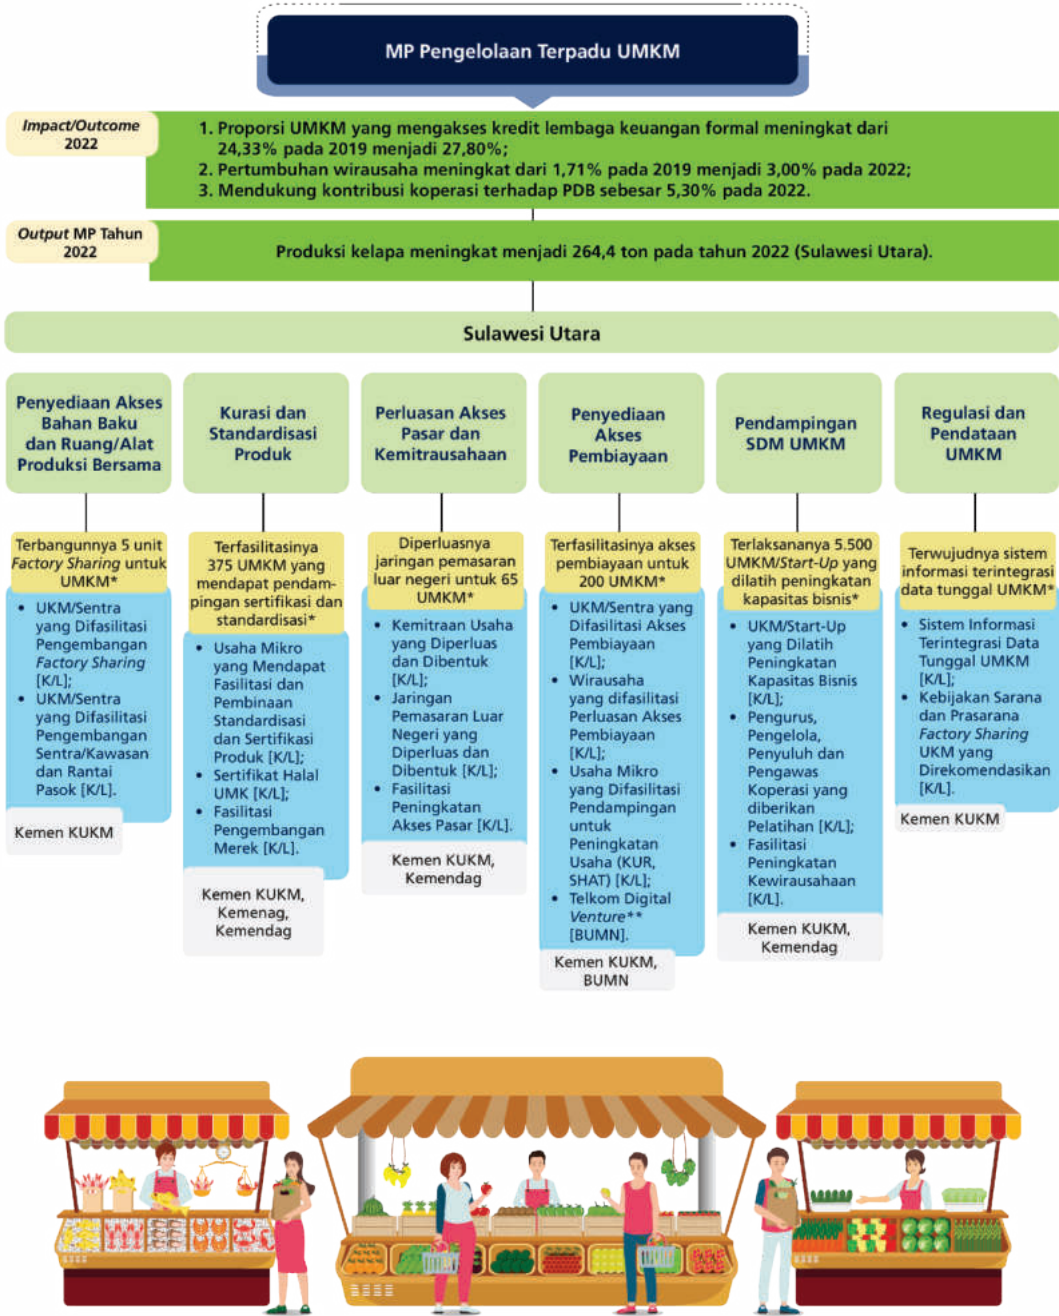 MP Pengelolaan Terpadu UMKM
Impact/Outcome
2022
1. Proporsi UMKM yang mengakses kredit lembaga keuangan formal meningkat dari
24,33% pada 2019 menjadi 27,80%;
2. Pertumbuhan wirausaha meningkat dari 1,71% pada 2019 menjadi 3,00% pada 2022;
3. Mendukung kontribusi koperasi terhadap PDB sebesar 5,30% pada 2022.
Output MP Tahun
2022
Produksi kelapa meningkat menjadi 264,4 ton pada tahun 2022 (Sulawesi Utara).
Sulawesi Utara
Penyediaan Akses
Bahan Baku
dan Ruang/Alat
Produksi Bersama
Terbangunnya 5 unit
Factory Sharing untuk
UMKM*
• UKM/Sentra
yang Difasilitasi
Pengembangan
Factory Sharing
[K/L];
• UKM/Sentra
yang Difasilitasi
Pengembangan
Sentra/Kawasan
dan Rantai
Pasok [K/L].
Kemen KUKM
Kurasi dan
Standardisasi
Produk
Terfasilitasinya
375 UMKM yang
mendapat pendam-
pingan sertifikasi dan
standardisasi*
• Usaha Mikro
yang Mendapat
Fasilitasi dan
Pembinaan
Standardisasi
dan Sertifikasi
Produk [K/L];
• Sertifikat Halal
UMK [K/L];
• Fasilitasi
Pengembangan
Merek [K/L].
Kemen KUKM,
Kemenag,
Kemendag
Perluasan Akses
Pasar dan
Kemitrausahaan
Diperluasnya
jaringan pemasaran
luar negeri untuk 65
UMKM*
• Kemitraan Usaha
yang Diperluas
dan Dibentuk
[K/L];
• Jaringan
Pemasaran Luar
Negeri yang
Diperluas dan
Dibentuk [K/L];
• Fasilitasi
Peningkatan
Akses Pasar [K/L].
Kemen KUKM,
Kemendag
Penyediaan
Akses
Pembiayaan
Terfasilitasinya akses
pembiayaan untuk
200 UMKM*
• UKM/Sentra yang
Difasilitasi Akses
Pembiayaan
[K/L];
• Wirausaha
yang difasilitasi
Perluasan Akses
Pembiayaan
[K/L];
• Usaha Mikro
yang Difasilitasi
Pendampingan
untuk
Peningkatan
Usaha (KUR,
SHAT) [K/L];
• Telkom Digital
Venture**
[BUMN].
Kemen KUKM,
BUMN
Pendampingan
SDM UMKM
Terlaksananya 5.500
UMKM/Start-Up yang
dilatih peningkatan
kapasitas bisnis*
• UKM/Start-Up
yang Dilatih
Peningkatan
Kapasitas Bisnis
[K/L];
• Pengurus,
Pengelola,
Penyuluh dan
Pengawas
Koperasi yang
diberikan
Pelatihan [K/L];
• Fasilitasi
Peningkatan
Kewirausahaan
[K/L].
Kemen KUKM,
Kemendag
Regulasi dan
Pendataan
UMKM
Terwujudnya sistem
informasi terintegrasi
data tunggal UMKM*
• Sistem Informasi
Terintegrasi Data
Tunggal UMKM
[K/L];
• Kebijakan Sarana
dan Prasarana
Factory Sharing
UKM yang
Direkomendasikan
[K/L].
Kemen KUKM